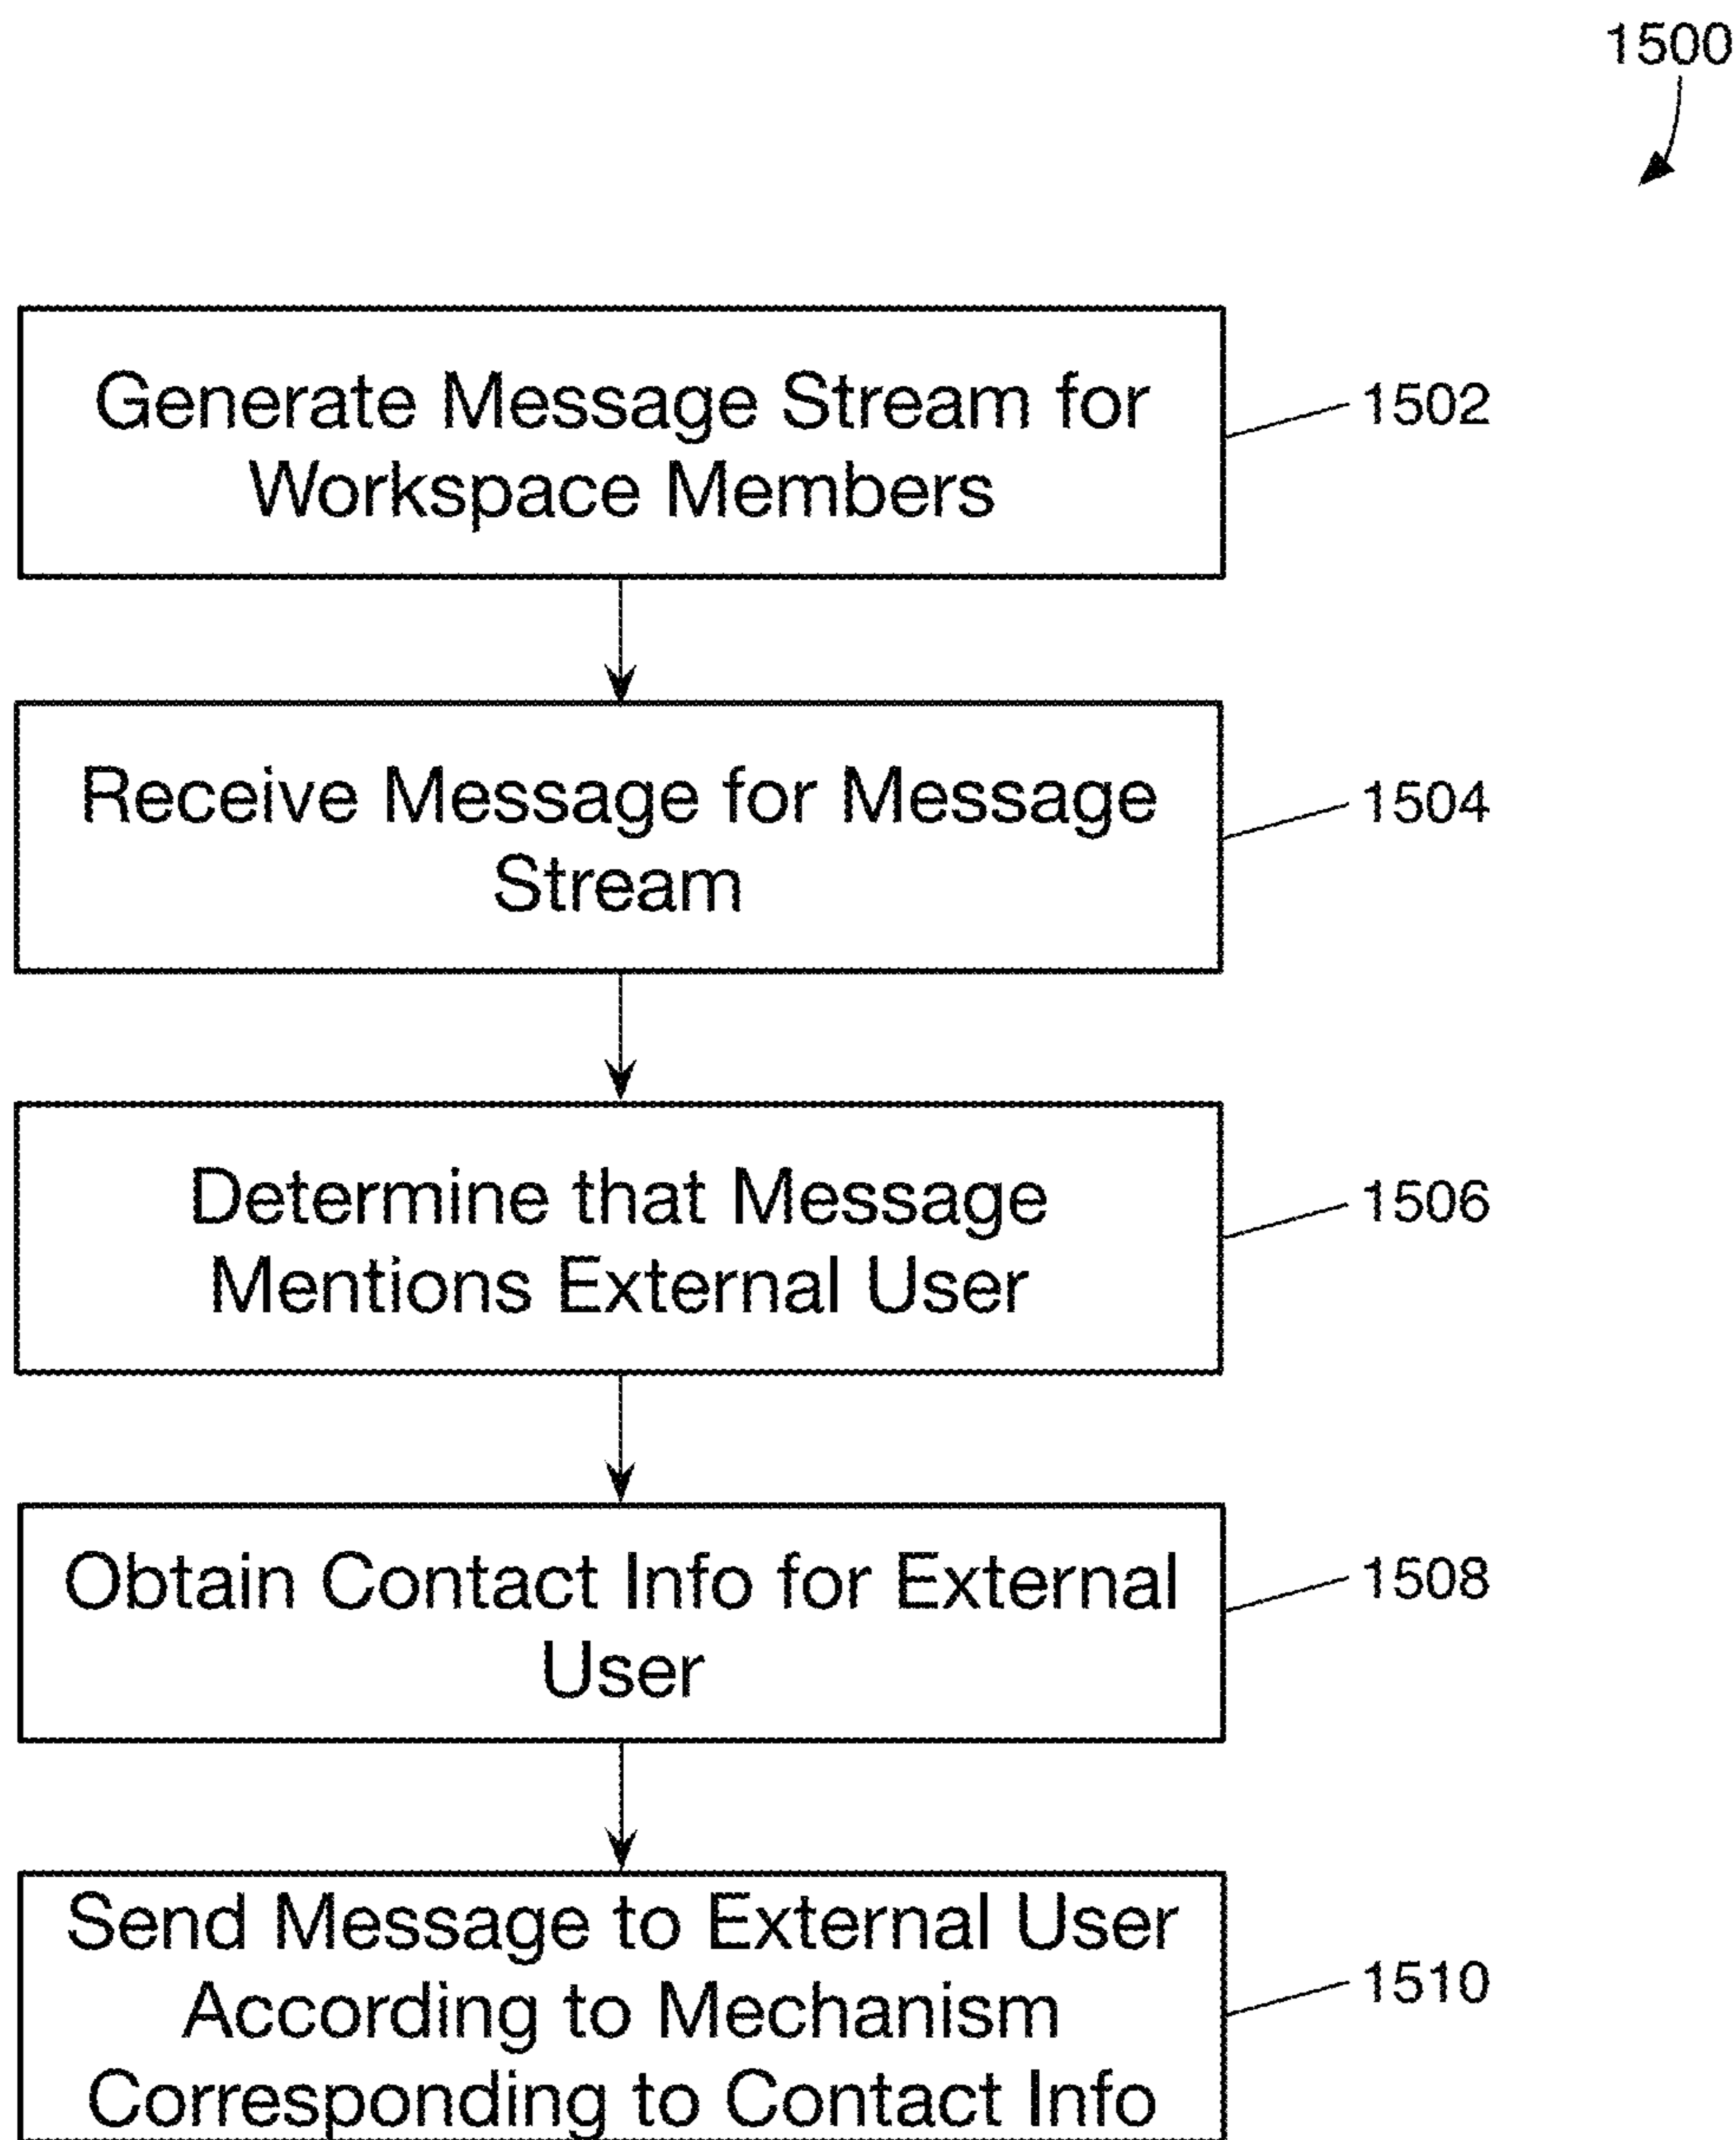 1500
Generate Message Stream for
Workspace Members
1502
Receive Message for Message
Stream
1504
Determine that Message
Mentions External User
1506
Obtain Contact Info for External
User
1508
Send Message to External User
According to Mechanism
Corresponding to Contact Info
1510